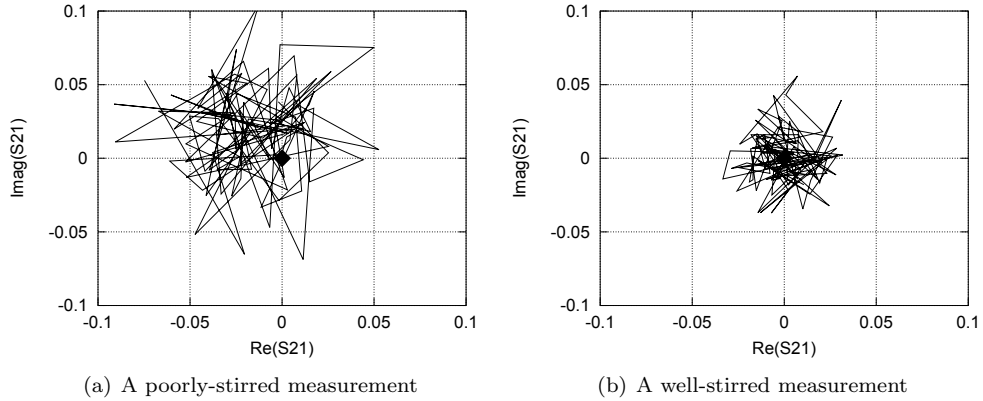 0.1
0.05
0
-0.05
-0.1
Imag(S21)
-0.1 -0.05 0 0.05 0.1
Re(S21)
(a) A poorly-stirred measurement
0.1
0.05
0
-0.05
-0.1
Imag(S21)
-0.1 -0.05 0 0.05 0.1
Re(S21)
(b) A well-stirred measurement